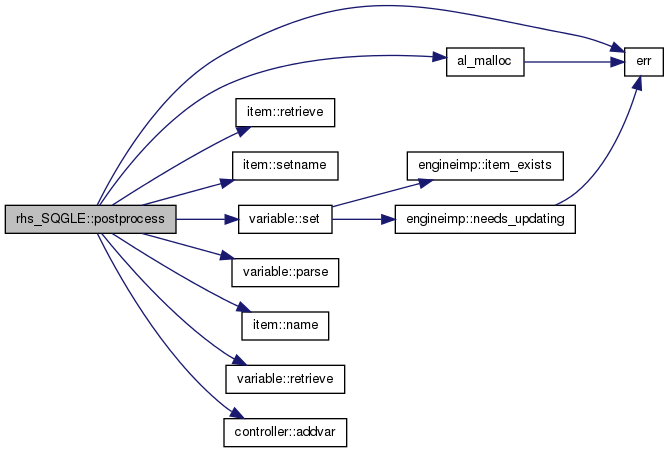 err
al_malloc
item::retrieve
item::setname
engineimp::item_exists
rhs_SQGLE::postprocess
variable::set
engineimp::needs_updating
variable::parse
item::name
variable::retrieve
controller::addvar